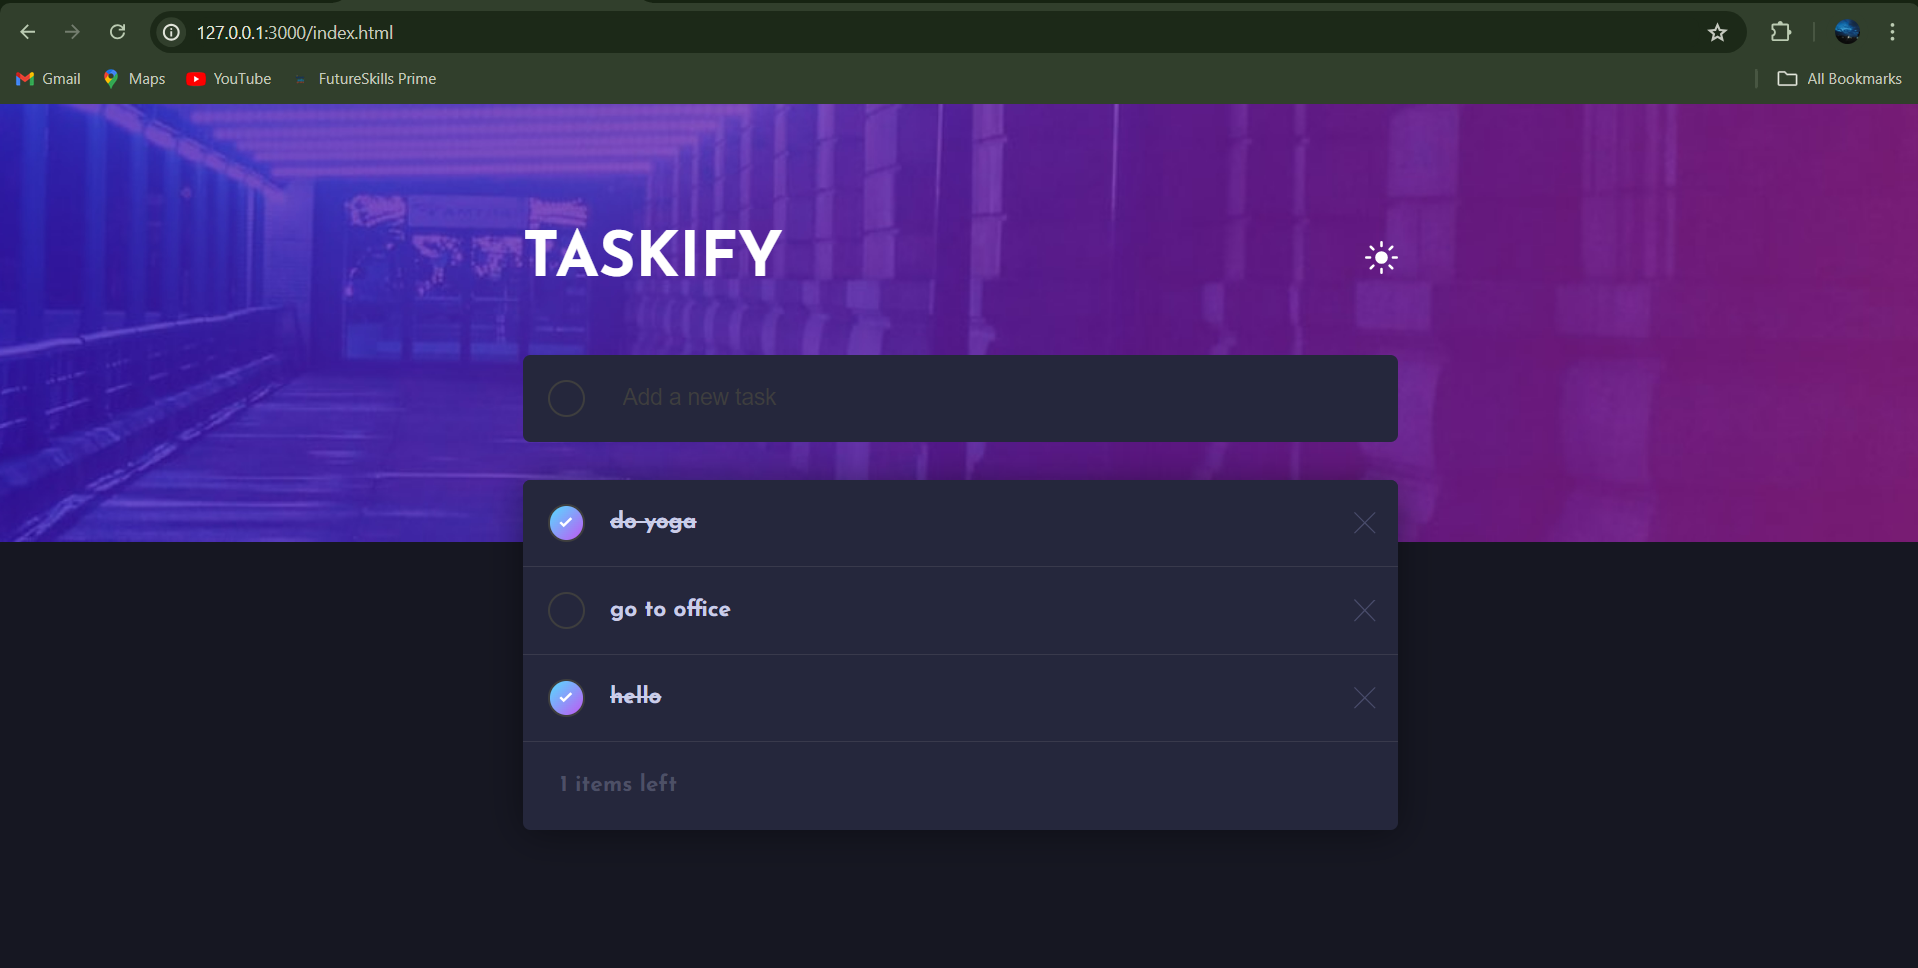 127.0.0.1:3000/index.html
Gmail Maps YouTube FutureSkills Prime All Bookmarks
TASKIFY
Add a new task
do yoga
go to office
hello
1 items left